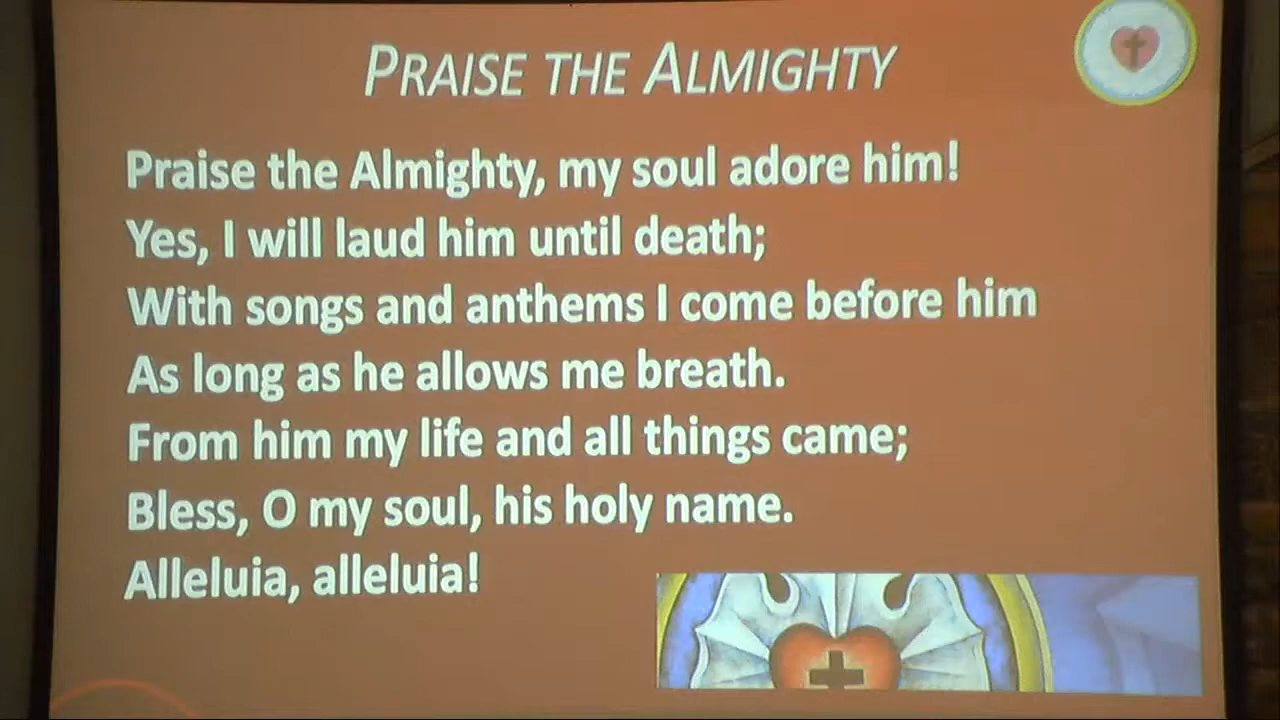 PRAISE THE ALMIGHTY
Praise the Almighty, my soul adore him!
Yes, I will laud him until death;
With songs and anthems I come before him
As long as he allows me breath.
From him my life and all things came;
Bless, O my soul, his holy name.
Alleluia, alleluia!